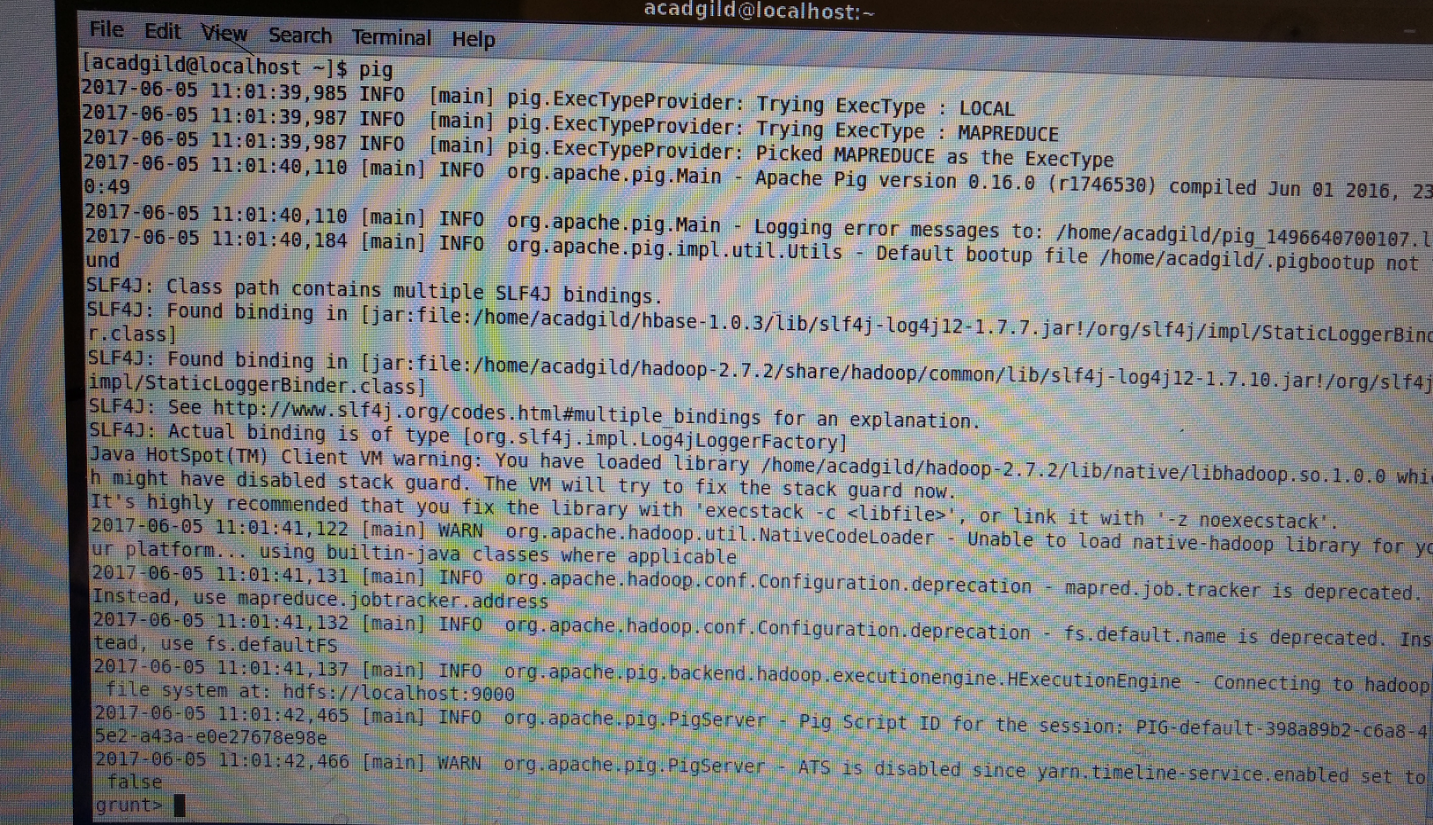 acadgild@localhost:~
File Edit View Search Terminal Help
[acadgild@localhost ~]$ pig
2017-06-05 11:01:39,985 INFO  [main] pig.ExecTypeProvider: Trying ExecType : LOCAL
2017-06-05 11:01:39,987 INFO  [main] pig.ExecTypeProvider: Trying ExecType : MAPREDUCE
2017-06-05 11:01:39,987 INFO  [main] pig.ExecTypeProvider: Picked MAPREDUCE as the ExecType
2017-06-05 11:01:40,110 [main] INFO  org.apache.pig.Main - Apache Pig version 0.16.0 (r1746530) compiled Jun 01 2016, 23
0:49
2017-06-05 11:01:40,110 [main] INFO  org.apache.pig.Main - Logging error messages to: /home/acadgild/pig_1496640700107.l
2017-06-05 11:01:40,184 [main] INFO  org.apache.pig.impl.util.Utils - Default bootup file /home/acadgild/.pigbootup not
und
SLF4J: Class path contains multiple SLF4J bindings.
SLF4J: Found binding in [jar:file:/home/acadgild/hbase-1.0.3/lib/slf4j-log4j12-1.7.7.jar!/org/slf4j/impl/StaticLoggerBind
r.class]
SLF4J: Found binding in [jar:file:/home/acadgild/hadoop-2.7.2/share/hadoop/common/lib/slf4j-log4j12-1.7.10.jar!/org/slf4j
impl/StaticLoggerBinder.class]
SLF4J: See http://www.slf4j.org/codes.html#multiple_bindings for an explanation.
SLF4J: Actual binding is of type [org.slf4j.impl.Log4jLoggerFactory]
Java HotSpot(TM) Client VM warning: You have loaded library /home/acadgild/hadoop-2.7.2/lib/native/libhadoop.so.1.0.0 whic
h might have disabled stack guard. The VM will try to fix the stack guard now.
It's highly recommended that you fix the library with 'execstack -c <libfile>', or link it with '-z noexecstack'.
2017-06-05 11:01:41,122 [main] WARN  org.apache.hadoop.util.NativeCodeLoader - Unable to load native-hadoop library for yo
ur platform... using builtin-java classes where applicable
2017-06-05 11:01:41,131 [main] INFO  org.apache.hadoop.conf.Configuration.deprecation - mapred.job.tracker is deprecated.
Instead, use mapreduce.jobtracker.address
2017-06-05 11:01:41,132 [main] INFO  org.apache.hadoop.conf.Configuration.deprecation - fs.default.name is deprecated. Ins
tead, use fs.defaultFS
2017-06-05 11:01:41,137 [main] INFO  org.apache.pig.backend.hadoop.executionengine.HExecutionEngine - Connecting to hadoop
 file system at: hdfs://localhost:9000
2017-06-05 11:01:42,465 [main] INFO  org.apache.pig.PigServer - Pig Script ID for the session: PIG-default-398a89b2-c6a8-4
5e2-a43a-e0e27678e98e
2017-06-05 11:01:42,466 [main] WARN  org.apache.pig.PigServer - ATS is disabled since yarn.timeline-service.enabled set to
 false
grunt>